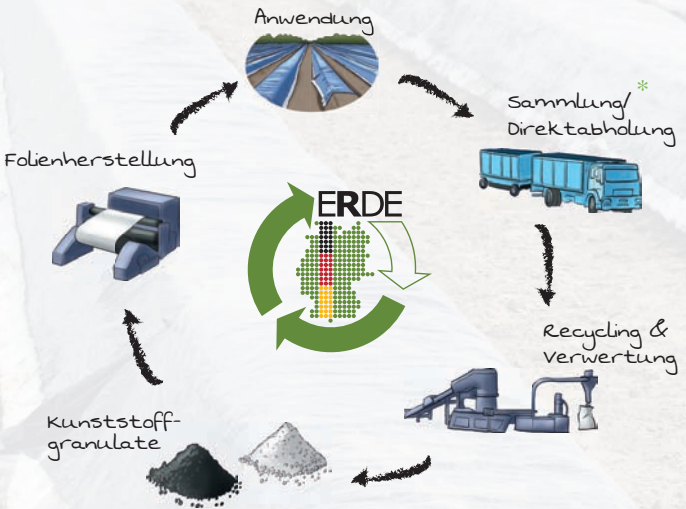 Anwendung
Sammlung/*
Direktabholung
Folienherstellung
ERDE
Recycling &
Verwertung
Kunststoff-
granulate